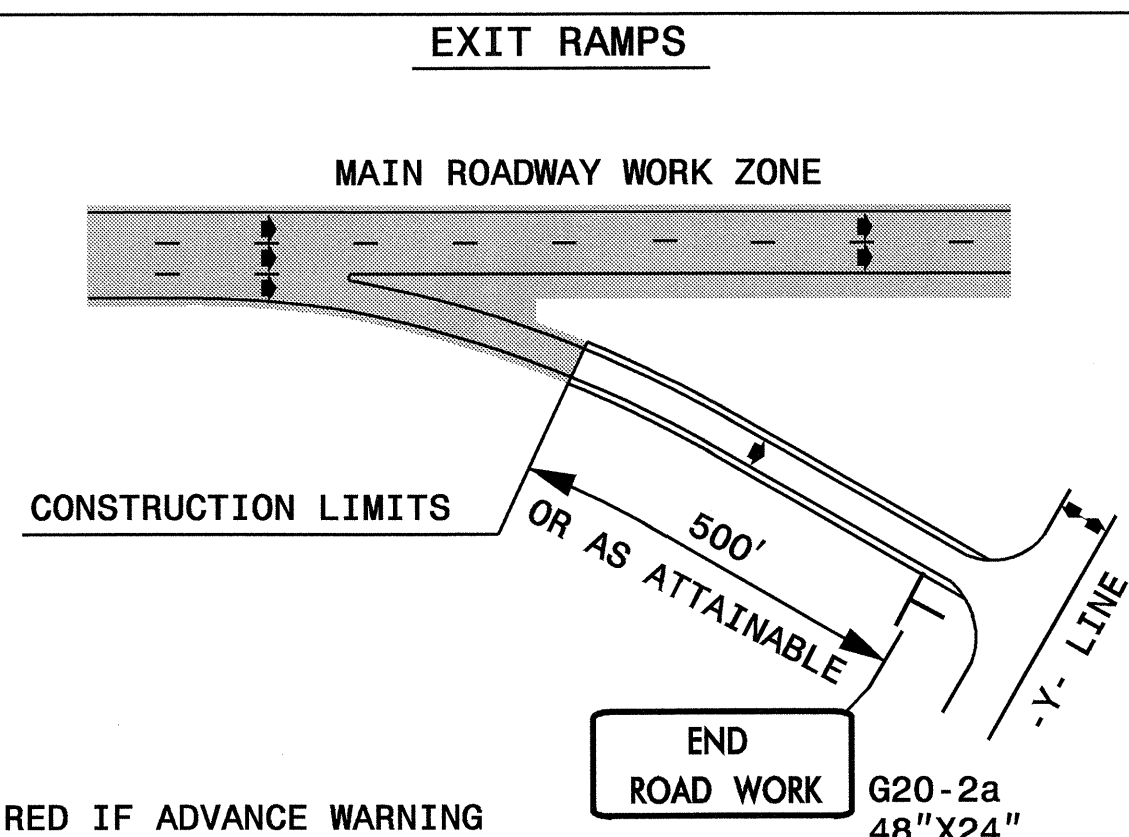 EXIT RAMPS
MAIN ROADWAY WORK ZONE
CONSTRUCTION LIMITS
500'
OR AS ATTAINABLE
-Y- LINE
END
ROAD WORK
G20-2a
48"X24"
RED IF ADVANCE WARNING